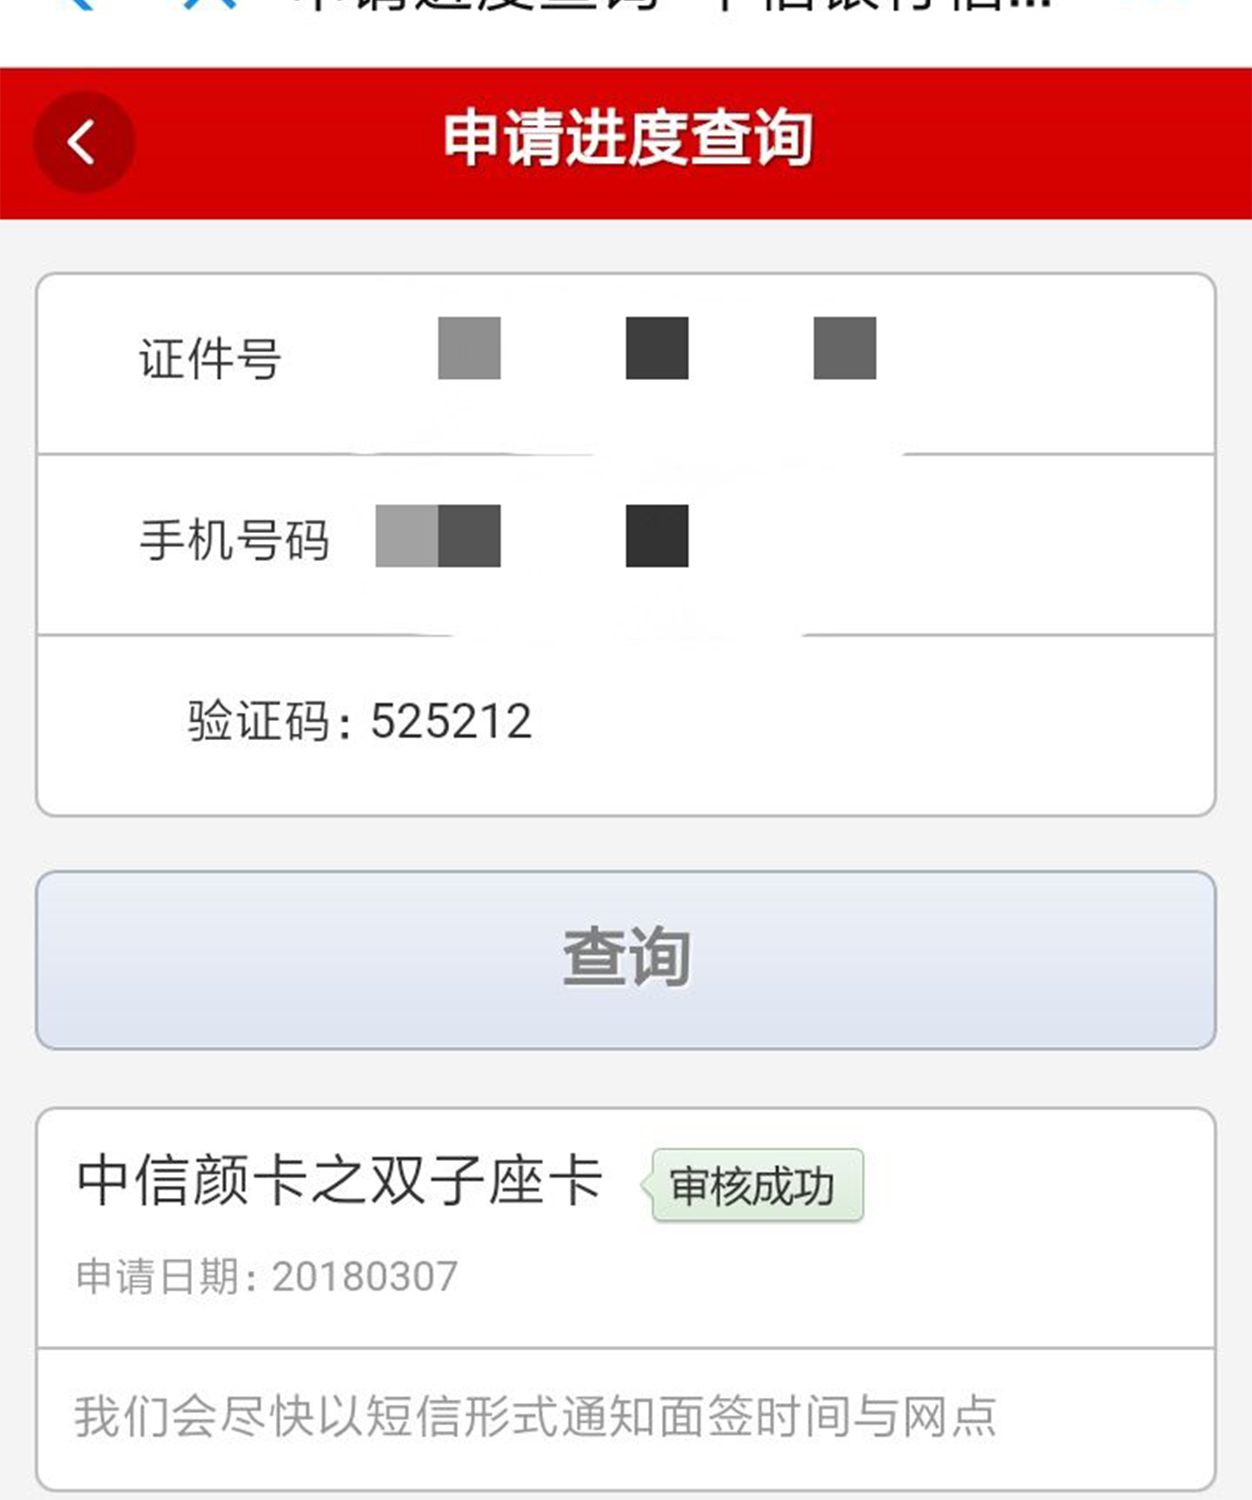 申请进度查询
证件号
手机号码
验证码：525212
查询
中信颜卡之双子座卡
审核成功
申请日期：20180307
我们会尽快以短信形式通知面签时间与网点